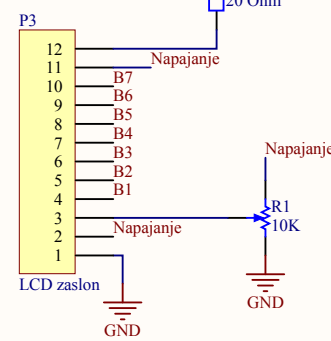 20 Ohm
P3
12
11 Napajanje
10 B7
9 B6
8 B5
7 B4
6 B3
5 B2
4 B1
3
2 Napajanje
1
LCD zaslon
GND
Napajanje
R1
10K
GND